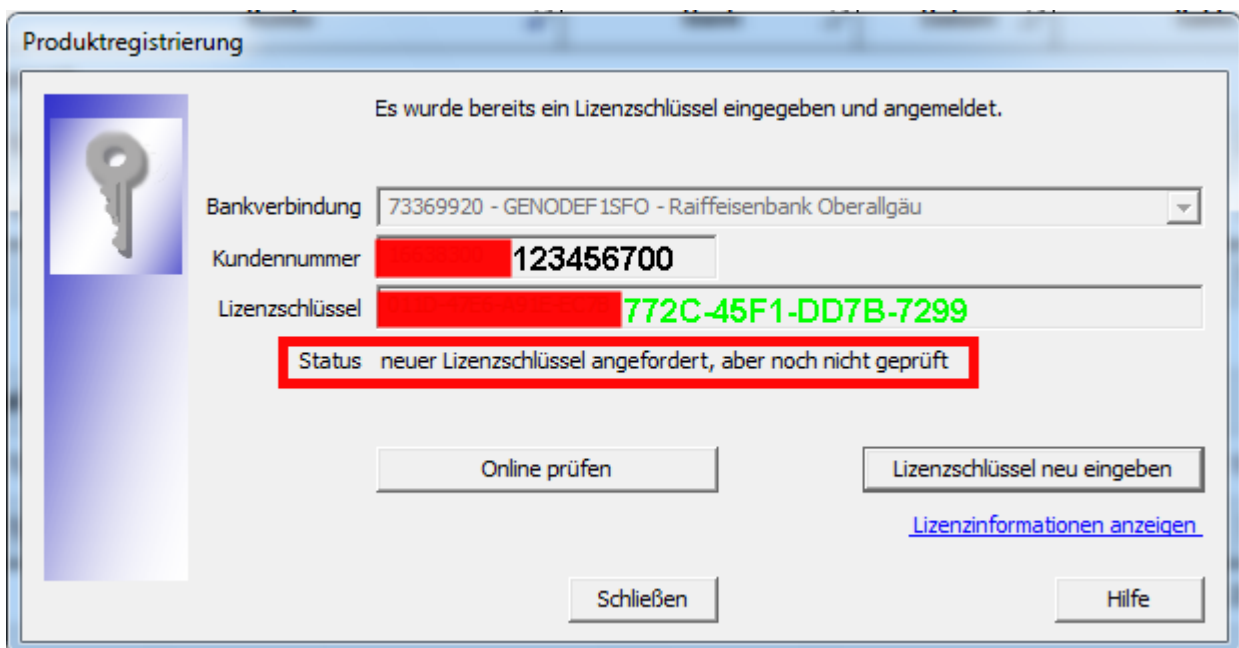 Produktregistrierung
Es wurde bereits ein Lizenzschlüssel eingegeben und angemeldet.
Bankverbindung 73369920 - GENODEF1SFO - Raiffeisenbank Oberallgäu
Kundennummer 123456700
Lizenzschlüssel 772C-45F1-DD7B-7299
Status neuer Lizenzschlüssel angefordert, aber noch nicht geprüft
Online prüfen Lizenzschlüssel neu eingeben
Lizenzinformationen anzeigen
Schließen Hilfe